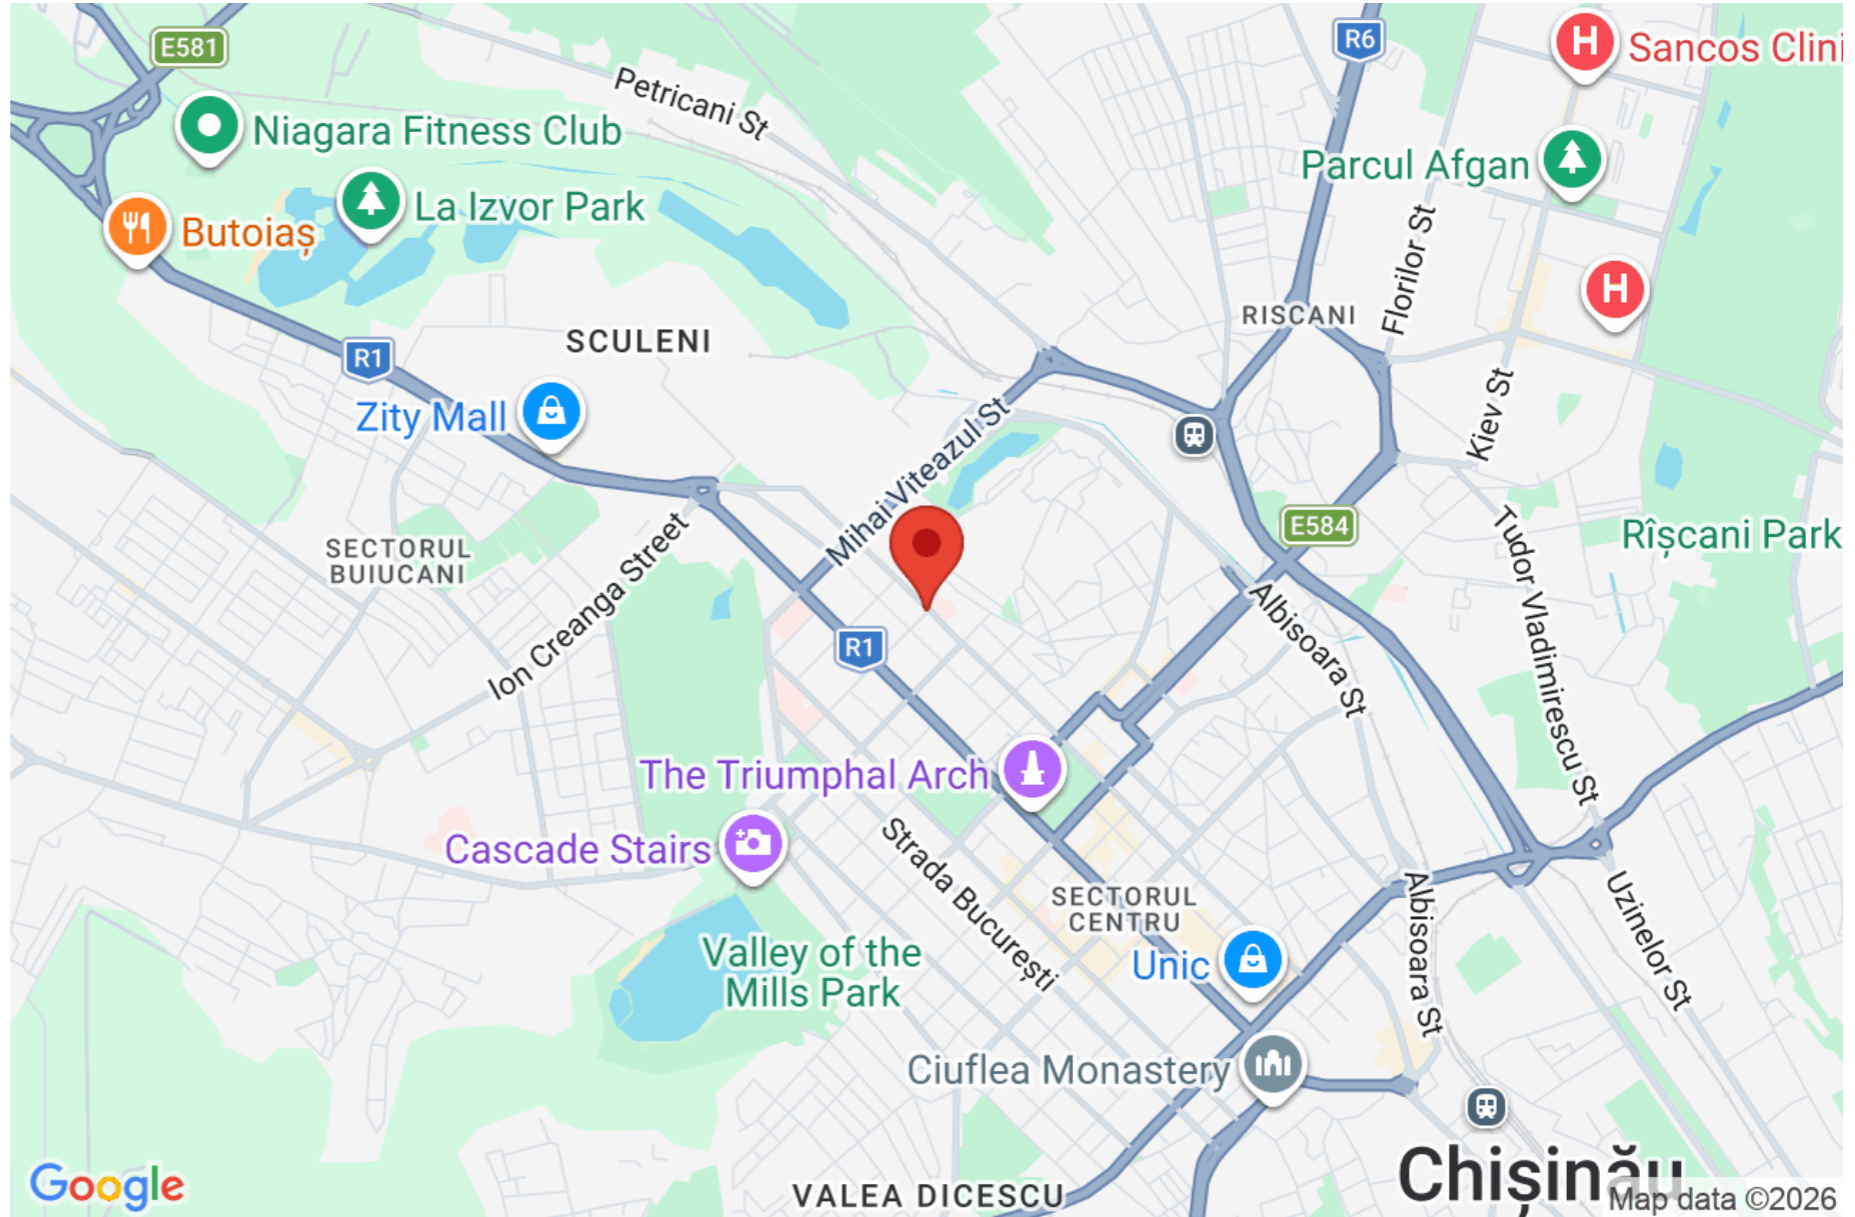 E581
R6
H
Sancos Clini
Petricani St
Niagara Fitness Club
Parcul Afgan
La Izvor Park
Butoiaș
Florilor St
H
RISCANI
SCULENI
R1
Zity Mall
Kiev St
Mihai Viteazul St
E584
Rîșcani Park
SECTORUL
BUIUCANI
Ion Creanga Street
Tudor Vladimirescu St
Albisoara St
R1
The Triumphal Arch
Cascade Stairs
Strada București
SECTORUL
CENTRU
Albisoara St
Uzinelor St
Valley of the
Mills Park
Unic
Ciuflea Monastery
Chișinău
Google
VALEA DICESCU
Map data ©2026